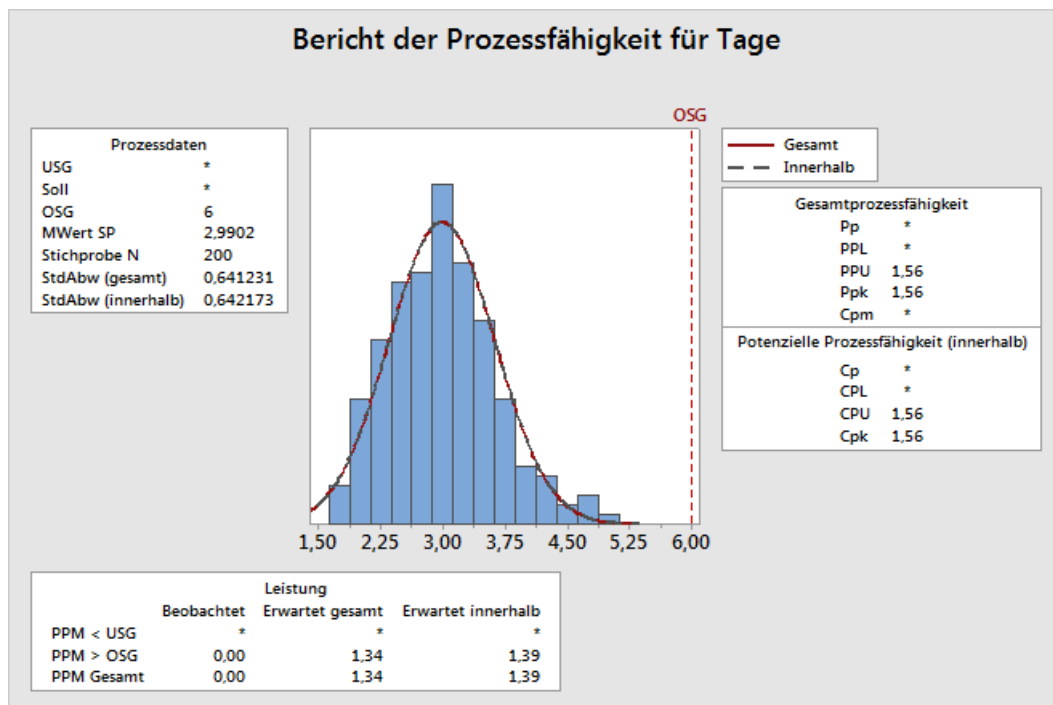 Bericht der Prozessfähigkeit für Tage
OSG
Prozessdaten
USG *
Soll *
OSG 6
MWert SP 2,9902
Stichprobe N 200
StdAbw (gesamt) 0,641231
StdAbw (innerhalb) 0,642173
Gesamt
Innerhalb
Gesamtprozessfähigkeit
Pp *
PPL *
PPU 1,56
Ppk 1,56
Cpm *
Potenzielle Prozessfähigkeit (innerhalb)
Cp *
CPL *
CPU 1,56
Cpk 1,56
1,50 2,25 3,00 3,75 4,50 5,25 6,00
Leistung
Beobachtet Erwartet gesamt Erwartet innerhalb
PPM < USG * * *
PPM > OSG 0,00 1,34 1,39
PPM Gesamt 0,00 1,34 1,39